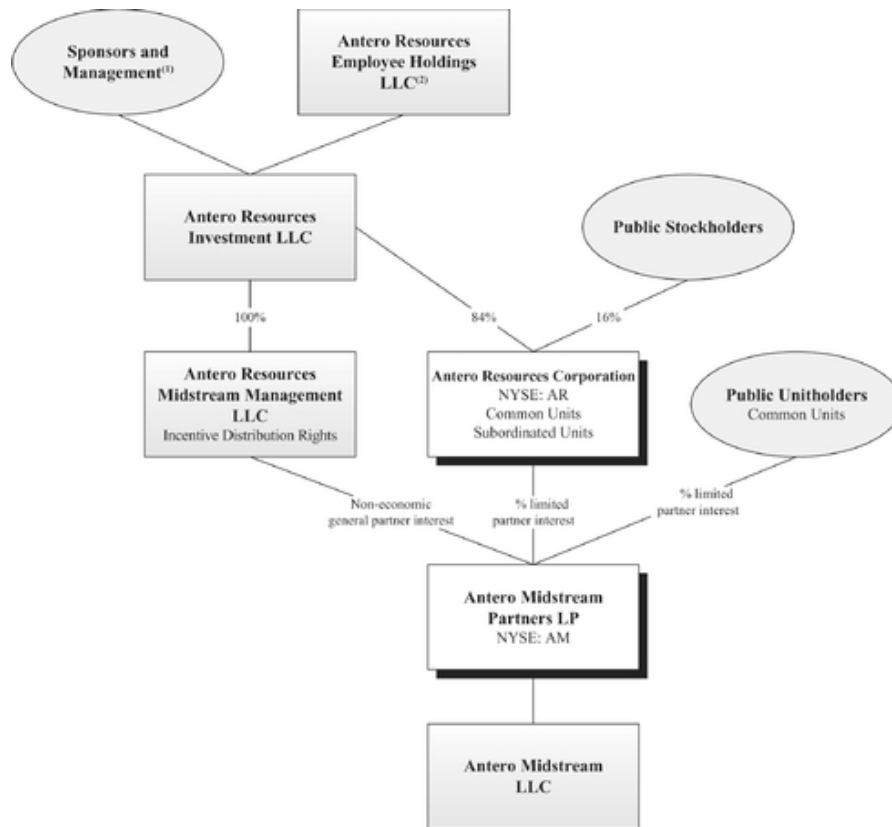 Sponsors and
Management(1)
Antero Resources
Employee Holdings
LLC(2)
Antero Resources
Investment LLC
Public Stockholders
100%
84%
16%
Antero Resources
Midstream Management
LLC
Incentive Distribution Rights
Antero Resources Corporation
NYSE: AR
Common Units
Subordinated Units
Public Unitholders
Common Units
Non-economic
general partner interest
% limited
partner interest
% limited
partner interest
Antero Midstream
Partners LP
NYSE: AM
Antero Midstream
LLC